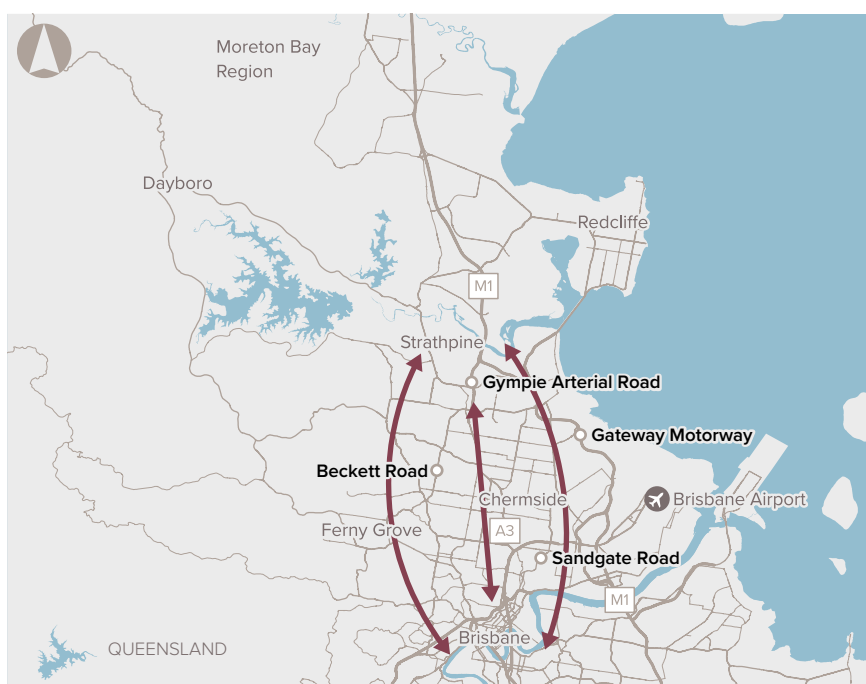 Moreton Bay
Region
Dayboro
Redcliffe
M1
Strathpine
Gympie Arterial Road
Gateway Motorway
Beckett Road
Chermside
Brisbane Airport
Ferny Grove
A3
Sandgate Road
M1
Brisbane
QUEENSLAND